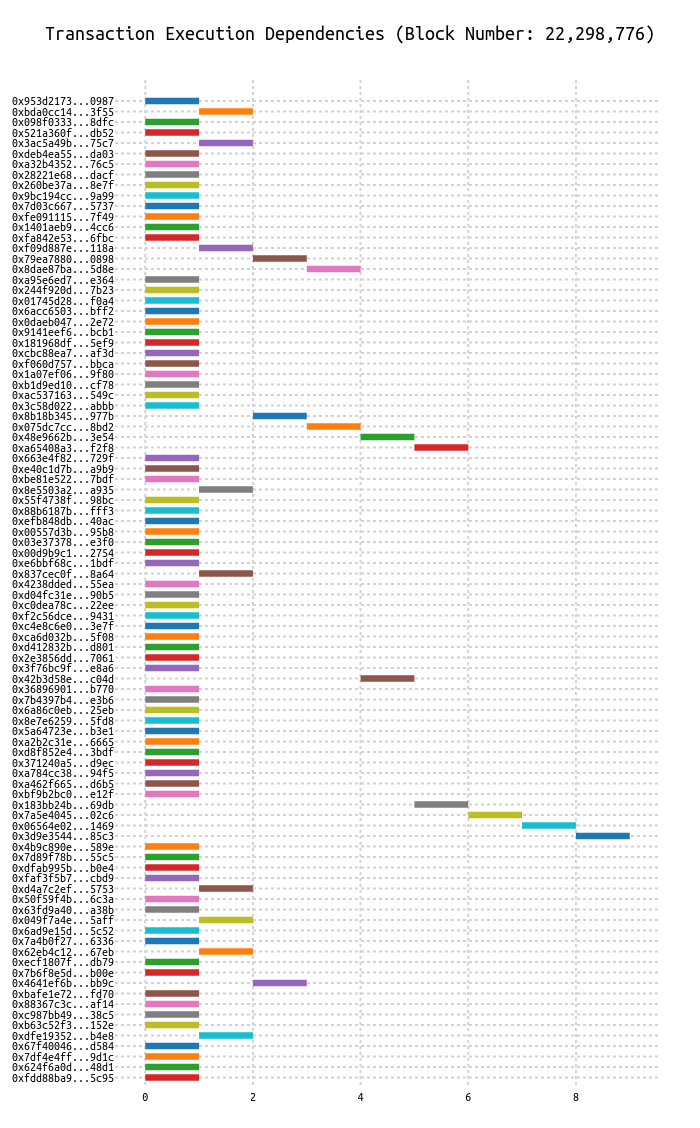 Transaction Execution Dependencies (Block Number: 22,298,776)
0x953d2173...0987
0xbda0cc14...3f55
0x098f0333...8dfc
0x521a360f...db52
0x3ac5a49b...75c7
0xdeb4ea55...da03
0xa32b4352...76c5
0x28221e68...dacf
0x260be37a...8e7f
0x9bc194cc...9a99
0x7d03c667...5737
0xfe091115...7f49
0x1401aeb9...4cc6
0xfa842e53...6fbc
0xf09d887e...118a
0x79ea7880...0898
0x8dae87ba...5d8e
0xa95e6ed7...e364
0x244f920d...7b23
0x01745d28...f0a4
0x6acc6503...bff2
0x0daeb047...2e72
0x9141eef6...bcb1
0x181968df...5ef9
0xcbc88ea7...af3d
0xf060d757...bbca
0x1a07ef06...9f80
0xb1d9ed10...cf78
0xac537163...549c
0x3c58d022...abbb
0x8b18b345...977b
0x075dc7cc...8bd2
0x48e9662b...3e54
0xa65408a3...f2f8
0x663e4f82...729f
0xe40c1d7b...a9b9
0xbe81e522...7bdf
0x8e5503a2...a935
0x55f4738f...98bc
0x88b6187b...fff3
0xefb848db...40ac
0x00557d3b...95b8
0x03e37378...e3f0
0x00d9b9c1...2754
0xe6bbf68c...1bdf
0x837cec0f...8a64
0x4238dded...55ea
0xd04fc31e...90b5
0xc0dea78c...22ee
0xf2c56dce...9431
0xc4e8c6e0...3e7f
0xca6d032b...5f08
0xd412832b...d801
0x2e3856dd...7061
0x3f76bc9f...e8a6
0x42b3d58e...c04d
0x36896901...b770
0x7b4397b4...e3b6
0x6a86c0eb...25eb
0x8e7e6259...5fd8
0x5a64723e...b3e1
0xa2b2c31e...6665
0xd8f852e4...3bdf
0x371240a5...d9ec
0xa784cc38...94f5
0xa462f665...d6b5
0xbf9b2bc0...e12f
0x183bb24b...69db
0x7a5e4045...02c6
0x06564e02...1469
0x3d9e3544...85c3
0x4b9c890e...589e
0x7d89f78b...55c5
0xdfab995b...b0e4
0xfaf3f5b7...cbd9
0xd4a7c2ef...5753
0x50f59f4b...6c3a
0x63fd9a40...a38b
0x049f7a4e...5aff
0x6ad9e15d...5c52
0x7a4b0f27...6336
0x62eb4c12...67eb
0xecf1807f...db79
0x7b6f8e5d...b00e
0x4641ef6b...bb9c
0xbafe1e72...fd70
0x88367c3c...af14
0xc987bb49...38c5
0xb63c52f3...152e
0xdfe19352...b4e8
0x67f40046...d584
0x7df4e4ff...9d1c
0x624f6a0d...48d1
0xfdd88ba9...5c95
0 2 4 6 8